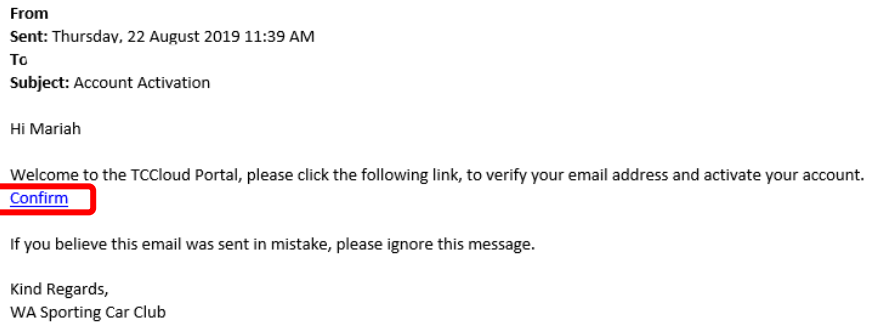 From
Sent: Thursday, 22 August 2019 11:39 AM
To
Subject: Account Activation
Hi Mariah
Welcome to the TCCloud Portal, please click the following link, to verify your email address and activate your account.
Confirm
If you believe this email was sent in mistake, please ignore this message.
Kind Regards,
WA Sporting Car Club